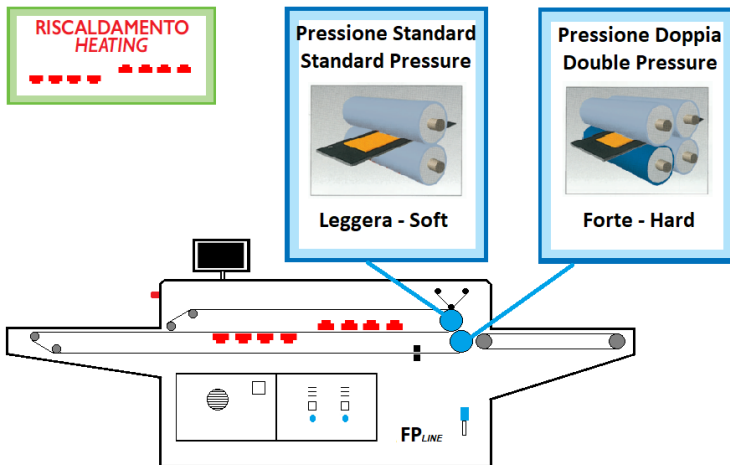 RISCALDAMENTO
HEATING
Pressione Standard
Standard Pressure
Leggera - Soft
Pressione Doppia
Double Pressure
Forte - Hard
FPLINE